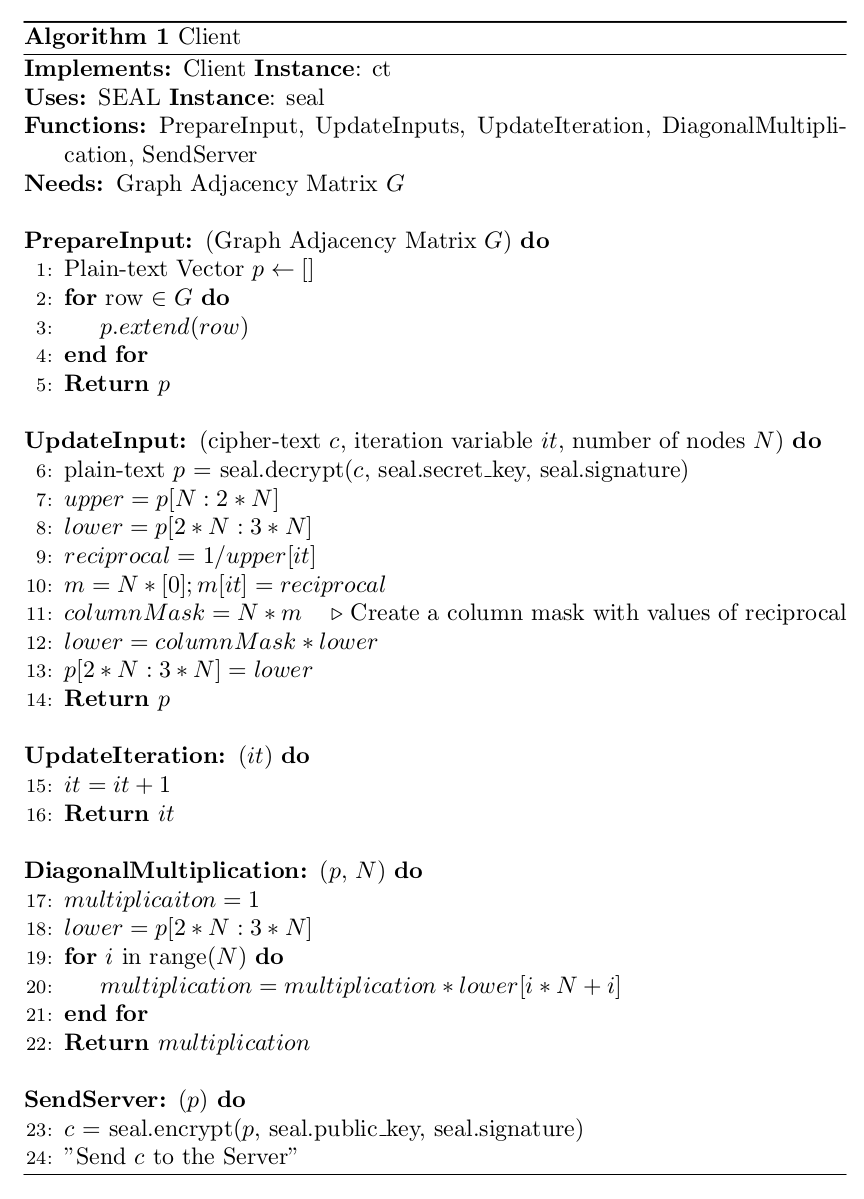 Algorithm 1 Client
Implements: Client Instance: ct
Uses: SEAL Instance: seal
Functions: PrepareInput, UpdateInputs, UpdateIteration, DiagonalMultipli-
cation, SendServer
Needs: Graph Adjacency Matrix G
PrepareInput: (Graph Adjacency Matrix G) do
1: Plain-text Vector p ← []
2: for row ∈ G do
3: p.extend(row)
4: end for
5: Return p
UpdateInput: (cipher-text c, iteration variable it, number of nodes N) do
6: plain-text p = seal.decrypt(c, seal.secret_key, seal.signature)
7: upper = p[N : 2 ∗ N]
8: lower = p[2 ∗ N : 3 ∗ N]
9: reciprocal = 1/upper[it]
10: m = N ∗ [0]; m[it] = reciprocal
11: columnMask = N ∗ m ▷ Create a column mask with values of reciprocal
12: lower = columnMask ∗ lower
13: p[2 ∗ N : 3 ∗ N] = lower
14: Return p
UpdateIteration: (it) do
15: it = it + 1
16: Return it
DiagonalMultiplication: (p, N) do
17: multiplicaiton = 1
18: lower = p[2 ∗ N : 3 ∗ N]
19: for i in range(N) do
20: multiplication = multiplication ∗ lower[i ∗ N + i]
21: end for
22: Return multiplication
SendServer: (p) do
23: c = seal.encrypt(p, seal.public_key, seal.signature)
24: ”Send c to the Server”